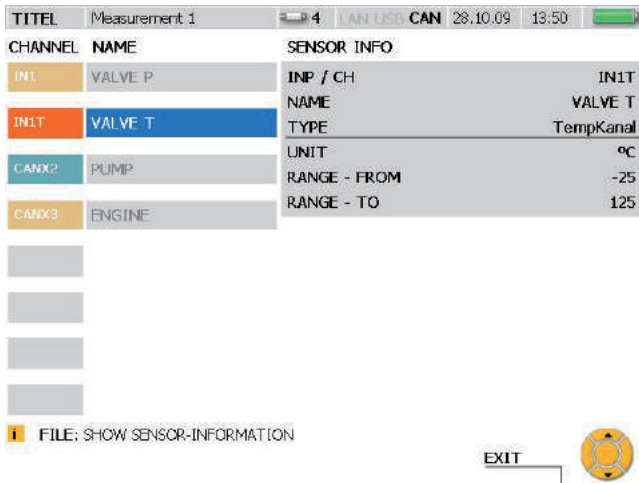 TITEL Measurement 1 4 LAN USB CAN 28.10.09 13:50
CHANNEL NAME
IN1 VALVE P
IN1T VALVE T
CANX2 PUMP
CANX3 ENGINE
SENSOR INFO
INP / CH IN1T
NAME VALVE T
TYPE TempKanal
UNIT ºC
RANGE - FROM -25
RANGE - TO 125
i FILE: SHOW SENSOR-INFORMATION
EXIT